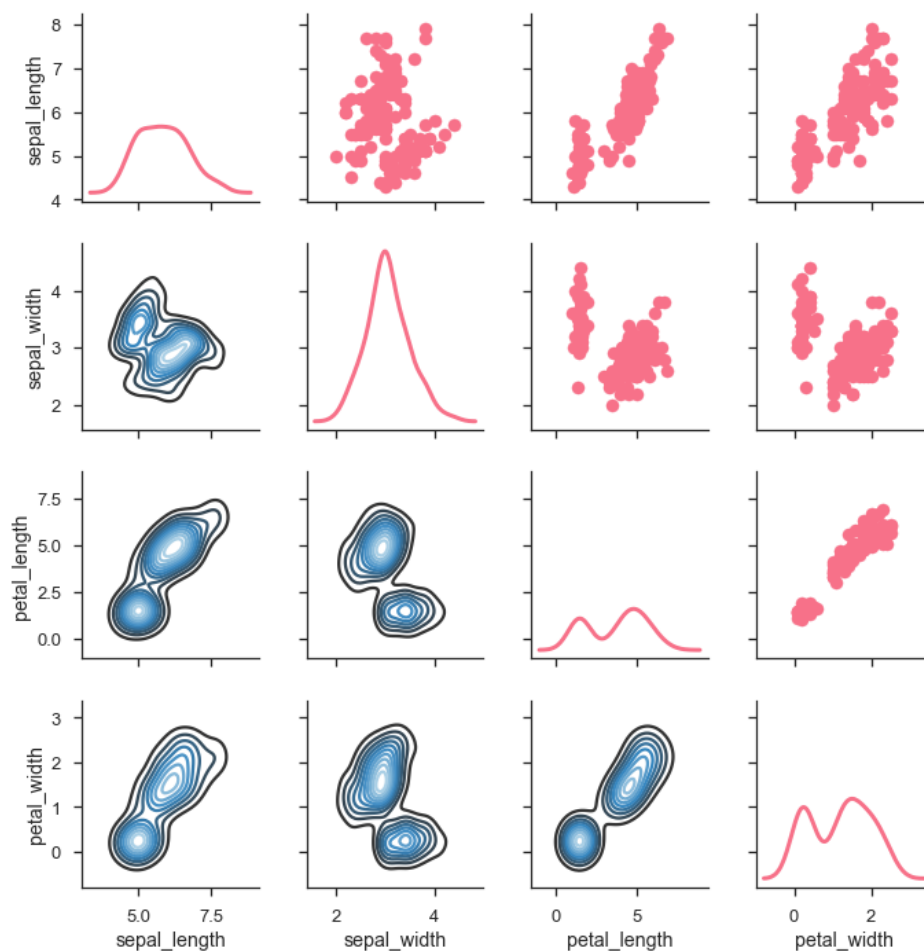 8
7
6
5
4
sepal_length
4
3
2
sepal_width
7.5
5.0
2.5
0.0
petal_length
3
2
1
0
petal_width
5.0 7.5 2 4 0 5 0 2
sepal_length sepal_width petal_length petal_width